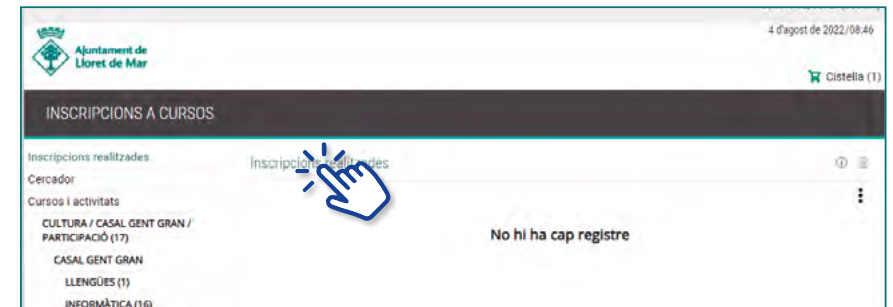 4 d'agost de 2022/08:46
Ajuntament de
Lloret de Mar
Cistella (1)
INSCRIPCIONS A CURSOS
Inscripcions realitzades
Cercador
Cursos i activitats
CULTURA / CASAL GENT GRAN /
PARTICIPACIÓ (17)
CASAL GENT GRAN
LLENGÜES (1)
INFORMÀTICA (16)
Inscripcions realitzades
No hi ha cap registre